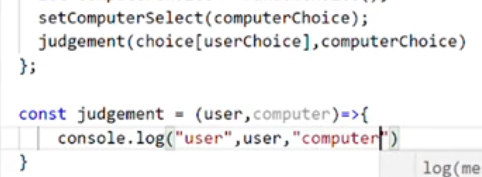 setComputerSelect(computerChoice);
judgement(choice[userChoice],computerChoice)
};
const judgement = (user,computer)=>{
console.log("user",user,"computer")
}
log(me